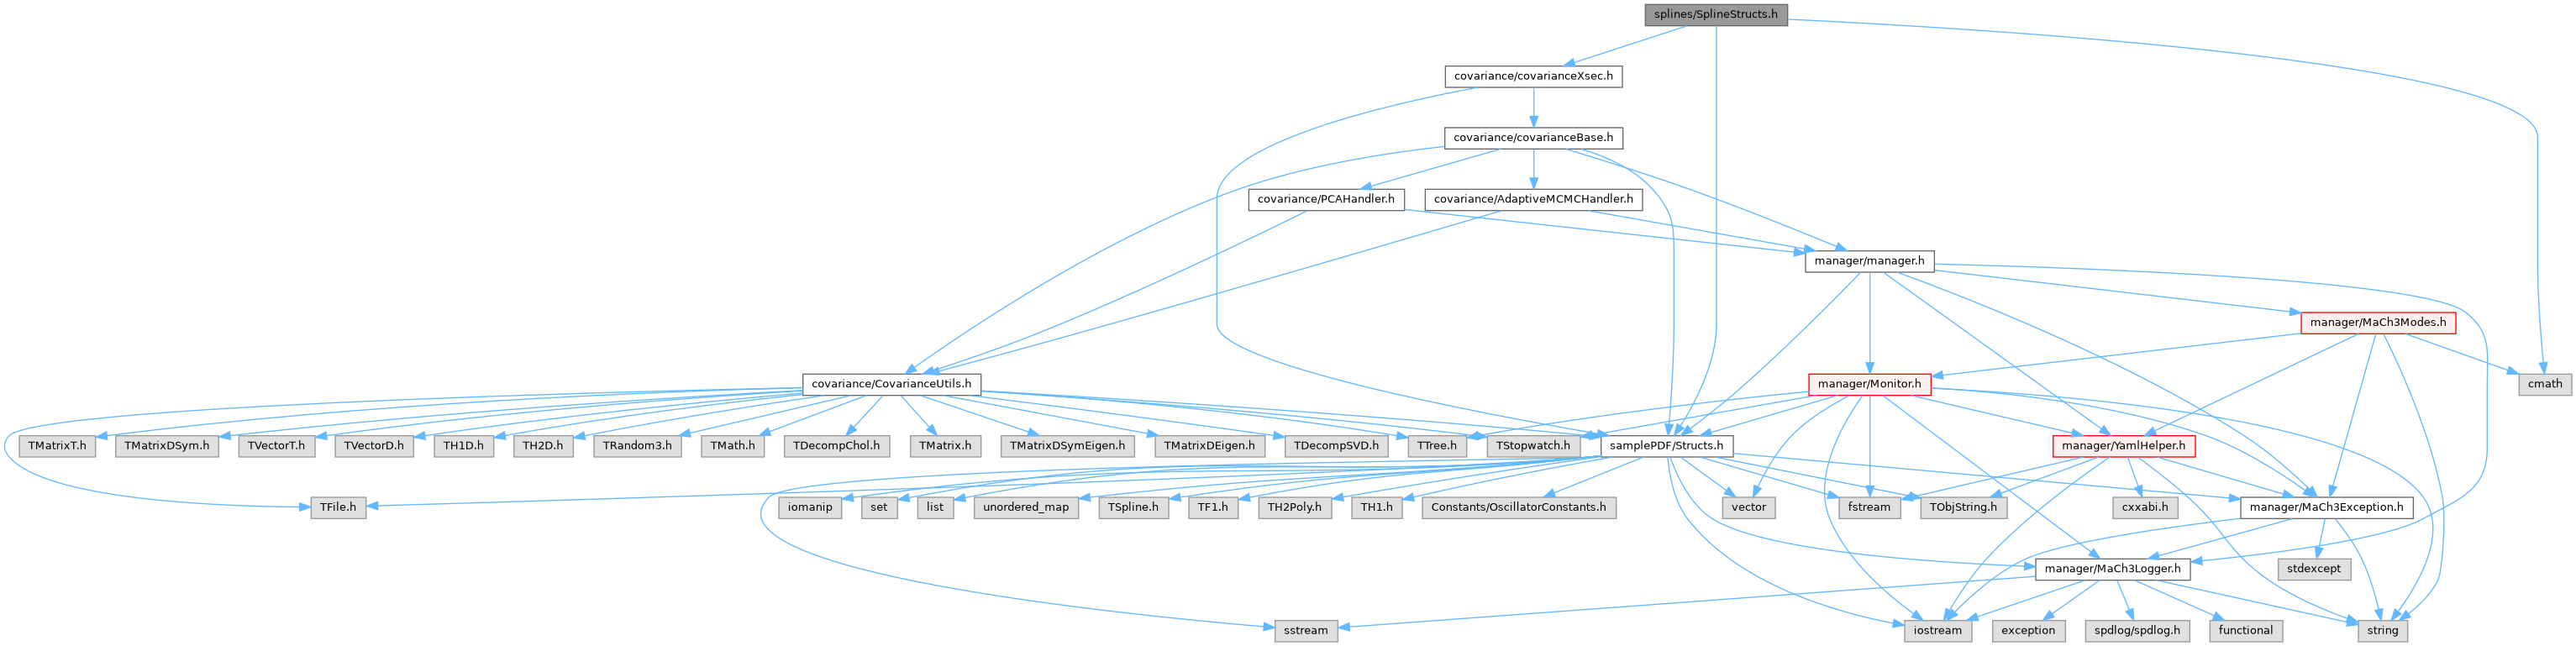 splines/SplineStructs.h
covariance/covarianceXsec.h
covariance/covarianceBase.h
covariance/PCAHandler.h
covariance/AdaptiveMCMCHandler.h
manager/manager.h
manager/MaCh3Modes.h
covariance/CovarianceUtils.h
manager/Monitor.h
cmath
TMatrixT.h
TMatrixDSym.h
TVectorT.h
TVectorD.h
TH1D.h
TH2D.h
TRandom3.h
TMath.h
TDecompChol.h
TMatrix.h
TMatrixDSymEigen.h
TMatrixDEigen.h
TDecompSVD.h
TTree.h
TStopwatch.h
samplePDF/Structs.h
manager/YamlHelper.h
TFile.h
iomanip
set
list
unordered_map
TSpline.h
TF1.h
TH2Poly.h
TH1.h
Constants/OscillatorConstants.h
vector
fstream
TObjString.h
cxxabi.h
manager/MaCh3Exception.h
manager/MaCh3Logger.h
stdexcept
sstream
iostream
exception
spdlog/spdlog.h
functional
string